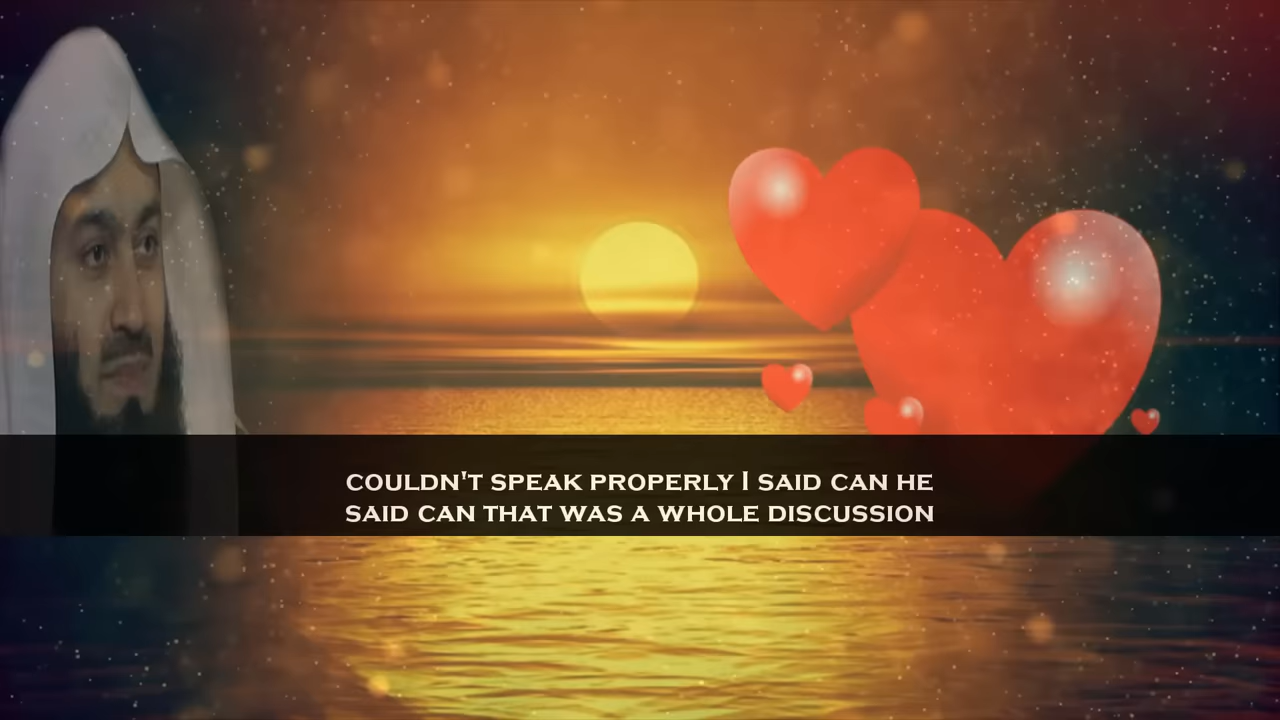 COULDN'T SPEAK PROPERLY I SAID CAN HE
SAID CAN THAT WAS A WHOLE DISCUSSION